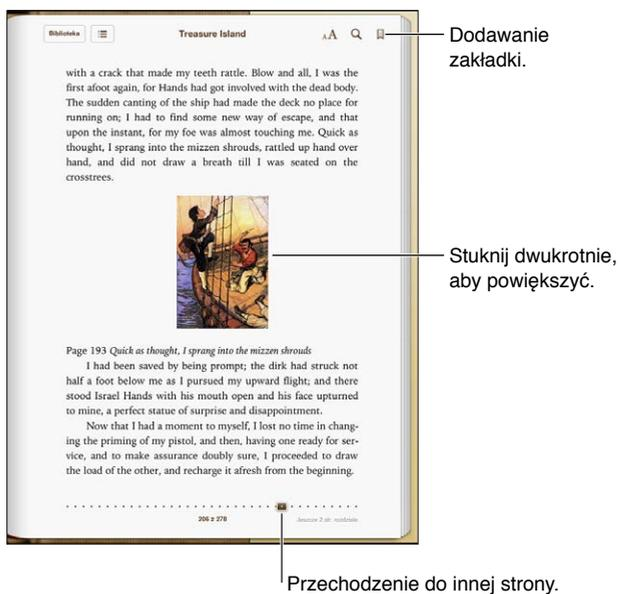 Biblioteka
Treasure Island
AA
Dodawanie
zakładki.
with a crack that made my teeth rattle. Blow and all, I was the
first afoot again, for Hands had got involved with the dead body.
The sudden canting of the ship had made the deck no place for
running on; I had to find some new way of escape, and that
upon the instant, for my foe was almost touching me. Quick as
thought, I sprang into the mizzen shrouds, rattled up hand over
hand, and did not draw a breath till I was seated on the
crosstrees.
Stuknij dwukrotnie,
aby powiększyć.
Page 193 Quick as thought, I sprang into the mizzen shrouds
I had been saved by being prompt; the dirk had struck not
half a foot below me as I pursued my upward flight; and there
stood Israel Hands with his mouth open and his face upturned
to mine, a perfect statue of surprise and disappointment.
Now that I had a moment to myself, I lost no time in chang-
ing the priming of my pistol, and then, having one ready for ser-
vice, and to make assurance doubly sure, I proceeded to draw
the load of the other, and recharge it afresh from the beginning.
206 z 278
Jeszcze 2 str. rozdziału
Przechodzenie do innej strony.